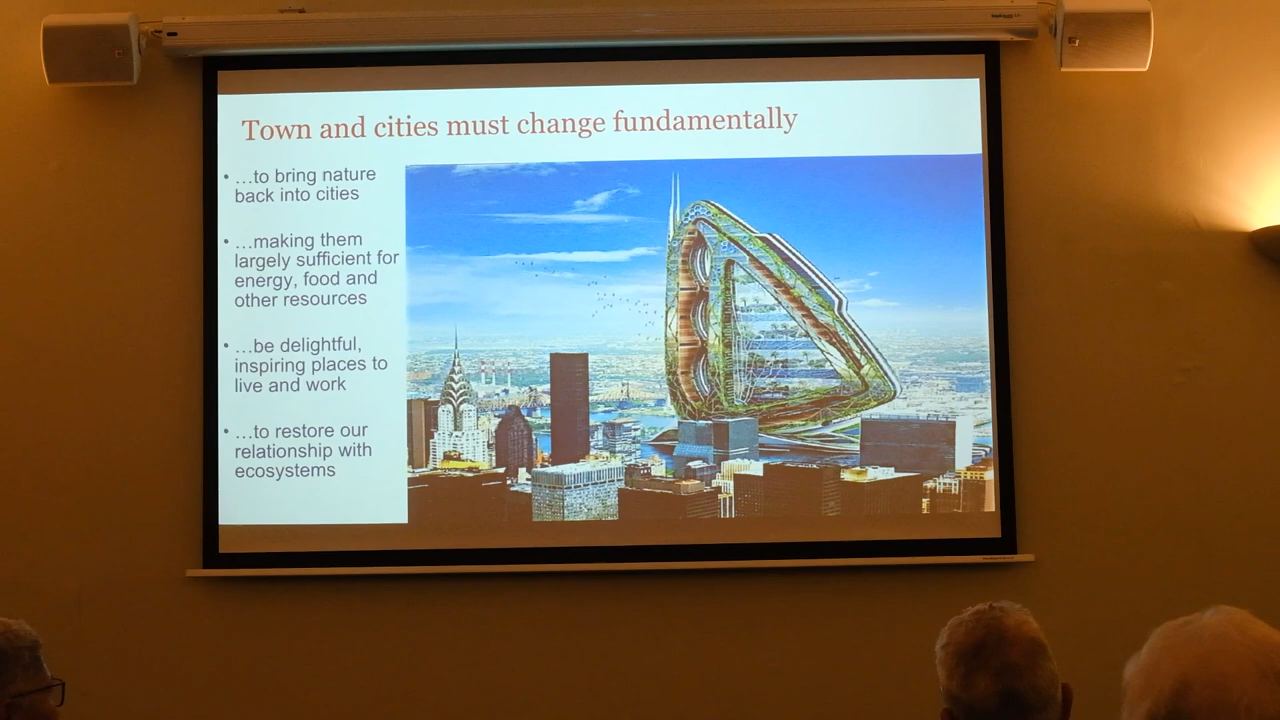 Town and cities must change fundamentally
• …to bring nature
back into cities
• …making them
largely sufficient for
energy, food and
other resources
• …be delightful,
inspiring places to
live and work
• …to restore our
relationship with
ecosystems